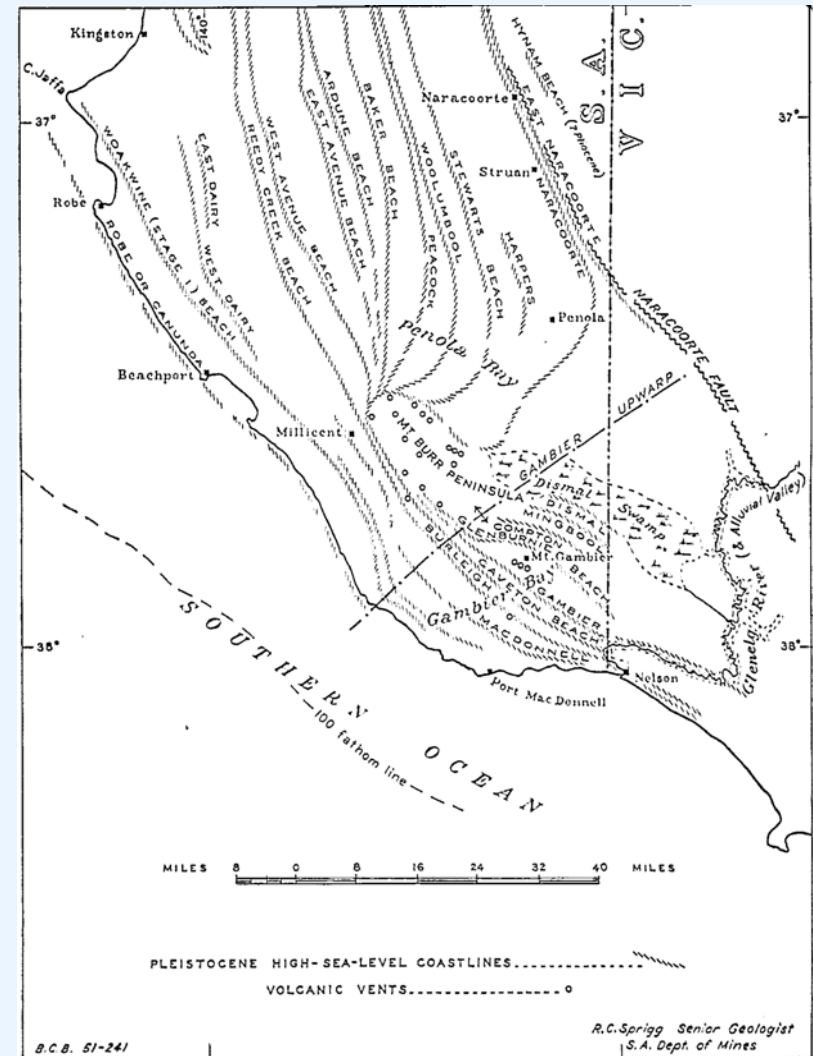 Kingston
140°
S.A.
VIC.
C. Jaffa
37°
37°
HYNAM BEACH (? Pliocene)
Naracoorte
EAST NARACOORTE
Struan
NARACOORTE
BAKER BEACH
ARDUNE BEACH
EAST AVENUE BEACH
WEST AVENUE BEACH
REEDY CREEK BEACH
WOOLUMBOOL
PEACOCK
STEWARTS BEACH
HARPERS
EAST DAIRY
WEST DAIRY
WOAKWINE (STAGE I) BEACH
Robe
ROBE OR CANUNDA
Penola
Penola Bay
NARACOORTE FAULT
Beachport
GAMBIER UPWARP
Millicent
MT BURR PENINSULA
Dismal Swamp
DISMAL
MINGBOOL
COMPTON
GLENBURNIE BEACH
Mt. Gambier
CAVETON BEACH
GAMBIER
BURLEIGH
MACDONNELL
Gambier Bay
Glenelg River (& Alluvial Valley)
38°
38°
Nelson
Port MacDonnell
SOUTHERN OCEAN
100 fathom line
MILES 8 0 8 16 24 32 40 MILES
PLEISTOCENE HIGH-SEA-LEVEL COASTLINES
VOLCANIC VENTS
R.C. Sprigg Senior Geologist
S.A. Dept. of Mines
B.C.B. 51-241